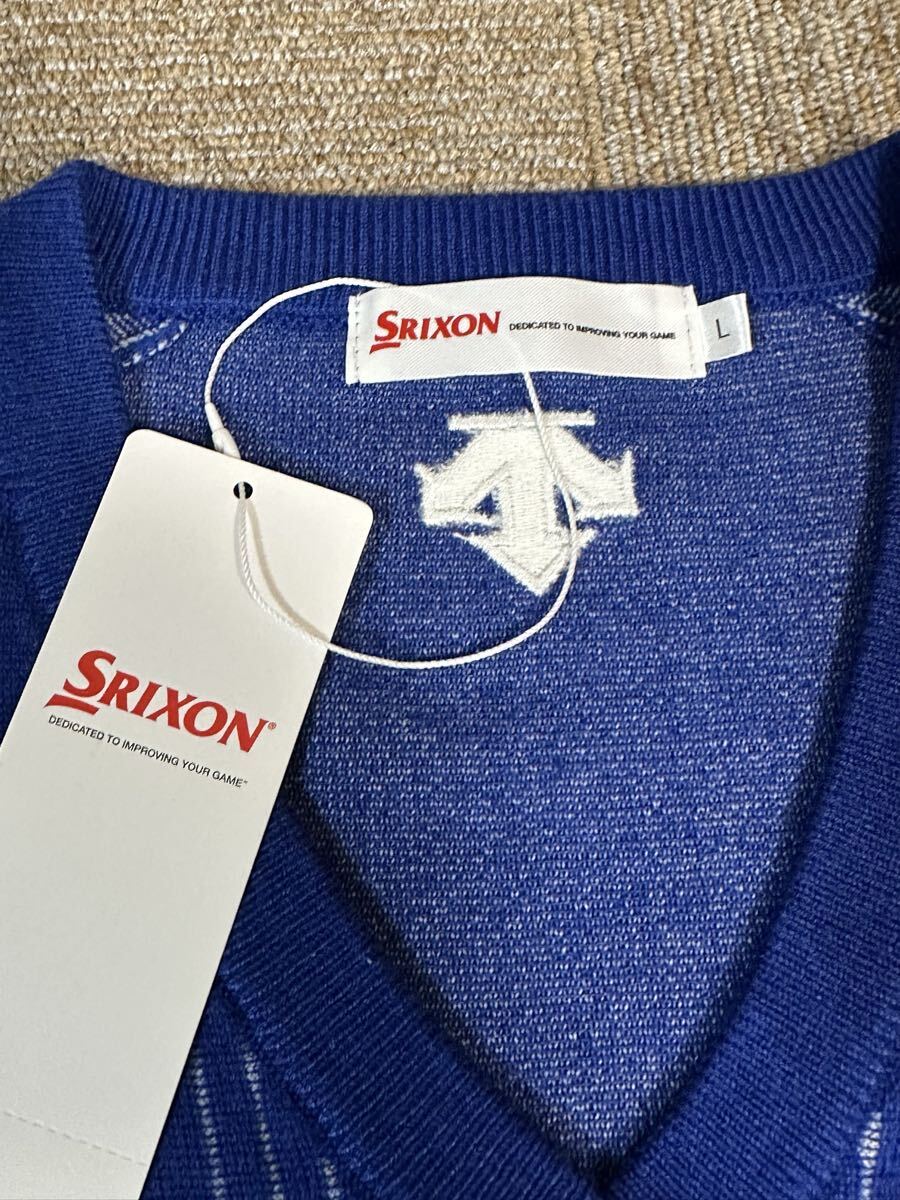 SRIXON DEDICATED TO IMPROVING YOUR GAME
L
SRIXON®
DEDICATED TO IMPROVING YOUR GAME™